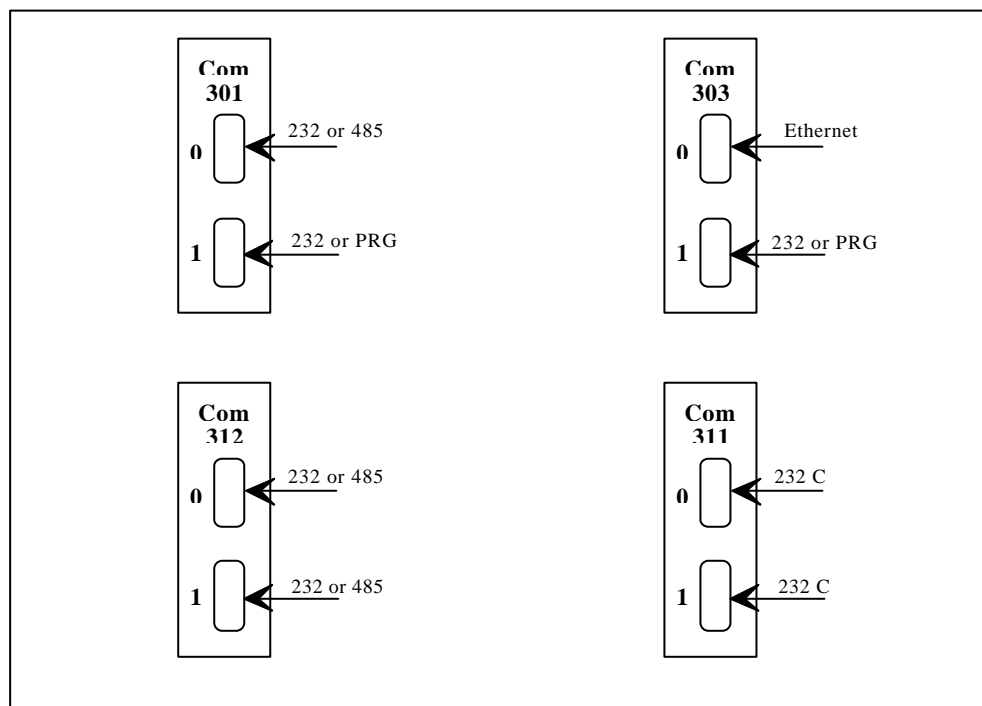 Com
301
0
232 or 485
1
232 or PRG
Com
303
0
Ethernet
1
232 or PRG
Com
312
0
232 or 485
1
232 or 485
Com
311
0
232 C
1
232 C